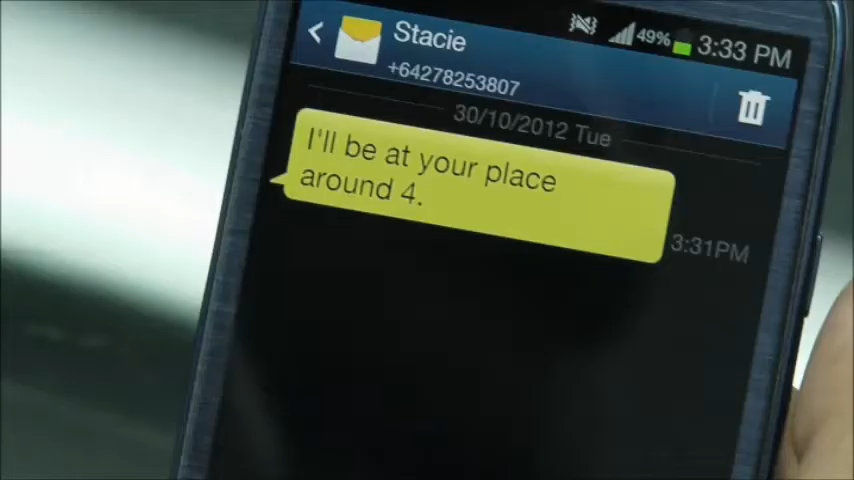 49% 3:33 PM
Stacie
+64278253807
30/10/2012 Tue
I'll be at your place
around 4.
3:31PM